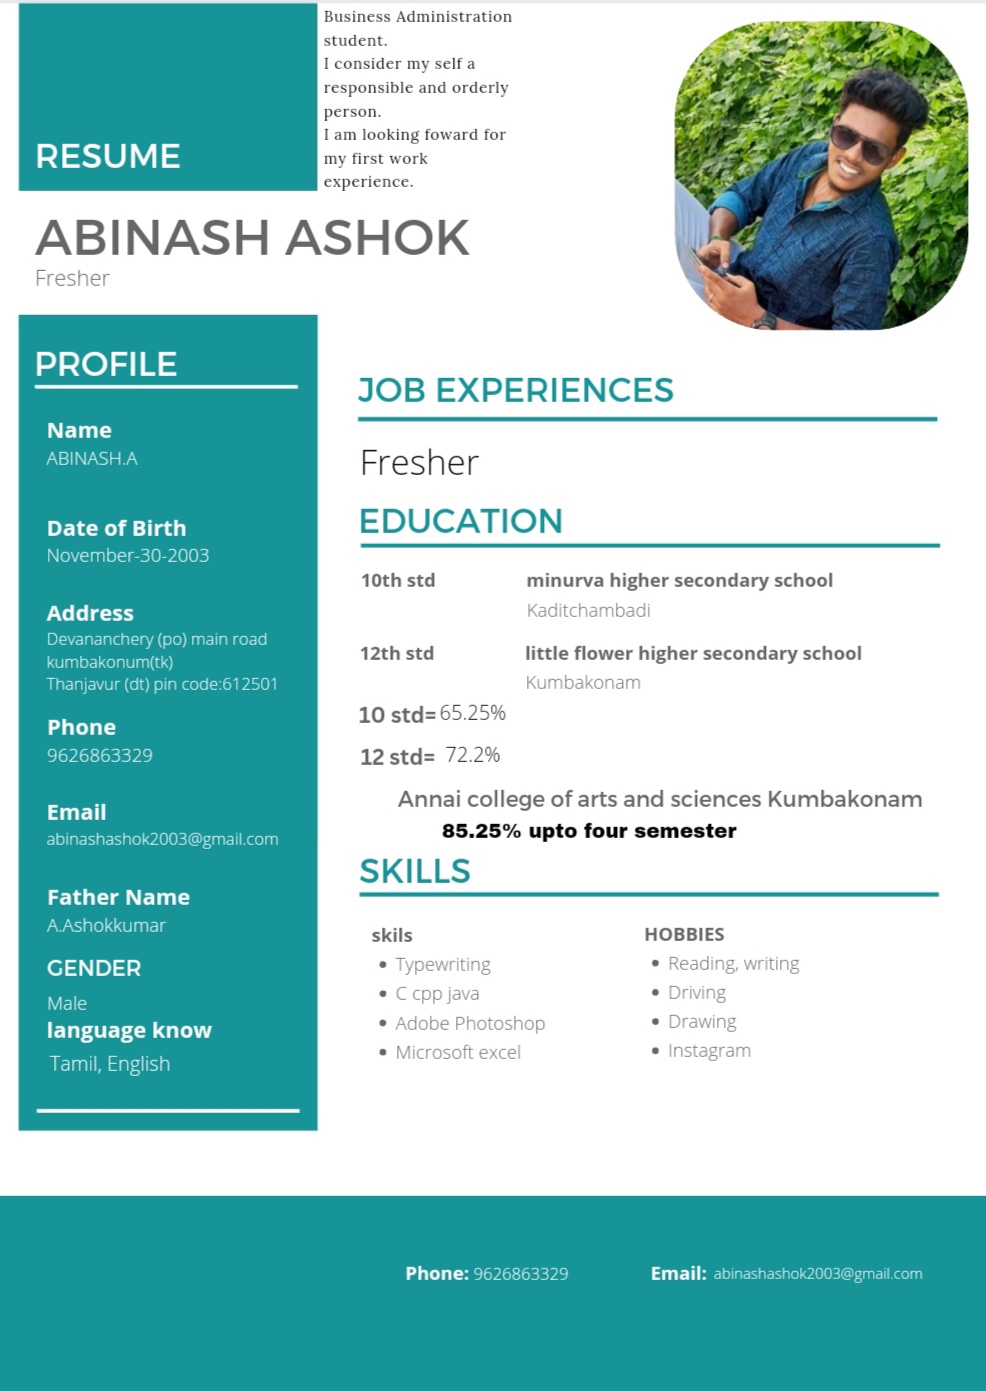 Business Administration
student.
I consider my self a
responsible and orderly
person.
I am looking foward for
my first work
experience.
RESUME
ABINASH ASHOK
Fresher
PROFILE
Name
ABINASH.A
Date of Birth
November-30-2003
Address
Devananchery (po) main road
kumbakonum(tk)
Thanjavur (dt) pin code:612501
Phone
9626863329
Email
abinashashok2003@gmail.com
Father Name
A.Ashokkumar
GENDER
Male
language know
Tamil, English
JOB EXPERIENCES
Fresher
EDUCATION
10th std minurva higher secondary school
Kaditchambadi
12th std little flower higher secondary school
Kumbakonam
10 std= 65.25%
12 std= 72.2%
Annai college of arts and sciences Kumbakonam
85.25% upto four semester
SKILLS
skils
• Typewriting
• C cpp java
• Adobe Photoshop
• Microsoft excel
HOBBIES
• Reading, writing
• Driving
• Drawing
• Instagram
Phone: 9626863329 Email: abinashashok2003@gmail.com